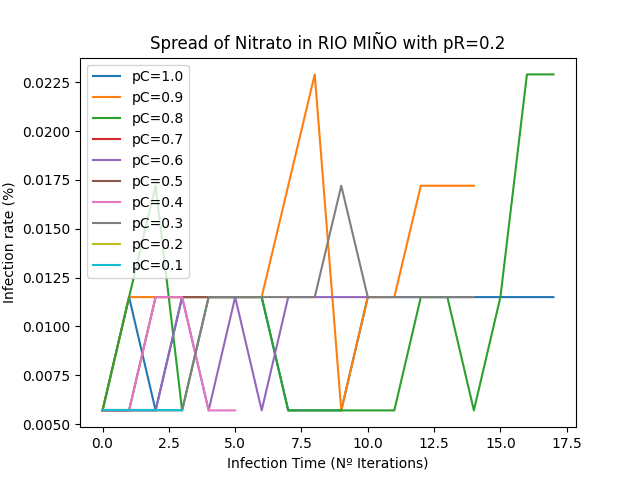 Spread of Nitrato in RIO MIÑO with pR=0.2
Infection rate (%)
0.0225
0.0200
0.0175
0.0150
0.0125
0.0100
0.0075
0.0050
pC=1.0
pC=0.9
pC=0.8
pC=0.7
pC=0.6
pC=0.5
pC=0.4
pC=0.3
pC=0.2
pC=0.1
0.0 2.5 5.0 7.5 10.0 12.5 15.0 17.5
Infection Time (Nº Iterations)